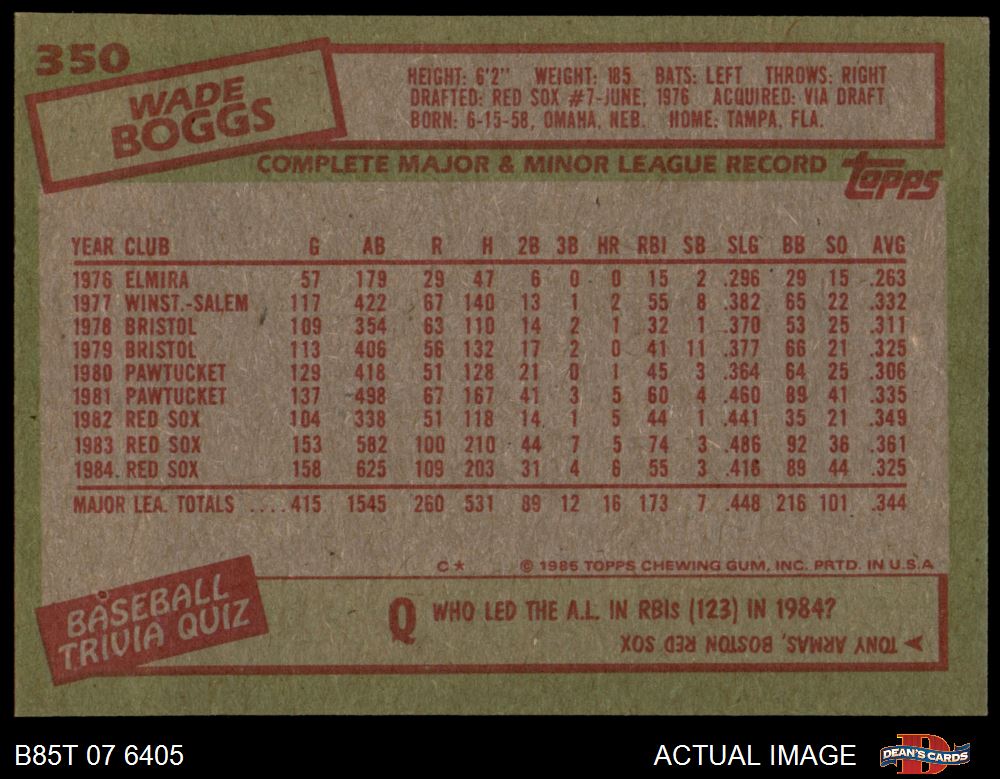 350
WADE
BOGGS
HEIGHT: 6'2" WEIGHT: 185 BATS: LEFT THROWS: RIGHT
DRAFTED: RED SOX #7-JUNE, 1976 ACQUIRED: VIA DRAFT
BORN: 6-15-58, OMAHA, NEB. HOME: TAMPA, FLA.
COMPLETE MAJOR & MINOR LEAGUE RECORD
topps
YEAR CLUB G AB R H 2B 3B HR RBI SB SLG BB SO AVG
1976 ELMIRA 57 179 29 47 6 0 0 15 2 .296 29 15 .263
1977 WINST.-SALEM 117 422 67 140 13 1 2 55 8 .382 65 22 .332
1978 BRISTOL 109 354 63 110 14 2 1 32 1 .370 53 25 .311
1979 BRISTOL 113 406 56 132 17 2 0 41 11 .377 66 21 .325
1980 PAWTUCKET 129 418 51 128 21 0 1 45 3 .364 64 25 .306
1981 PAWTUCKET 137 498 67 167 41 3 5 60 4 .460 89 41 .335
1982 RED SOX 104 338 51 118 14 1 5 44 1 .441 35 21 .349
1983 RED SOX 153 582 100 210 44 7 5 74 3 .486 92 36 .361
1984 RED SOX 158 625 109 203 31 4 6 55 3 .416 89 44 .325
MAJOR LEA. TOTALS ....415 1545 260 531 89 12 16 173 7 .448 216 101 .344
C* © 1985 TOPPS CHEWING GUM, INC. PRTD. IN U.S.A
BASEBALL
TRIVIA QUIZ
Q WHO LED THE A.L. IN RBIs (123) IN 1984?
TONY ARMAS, BOSTON RED SOX
B85T 07 6405 ACTUAL IMAGE
DEAN'S CARDS